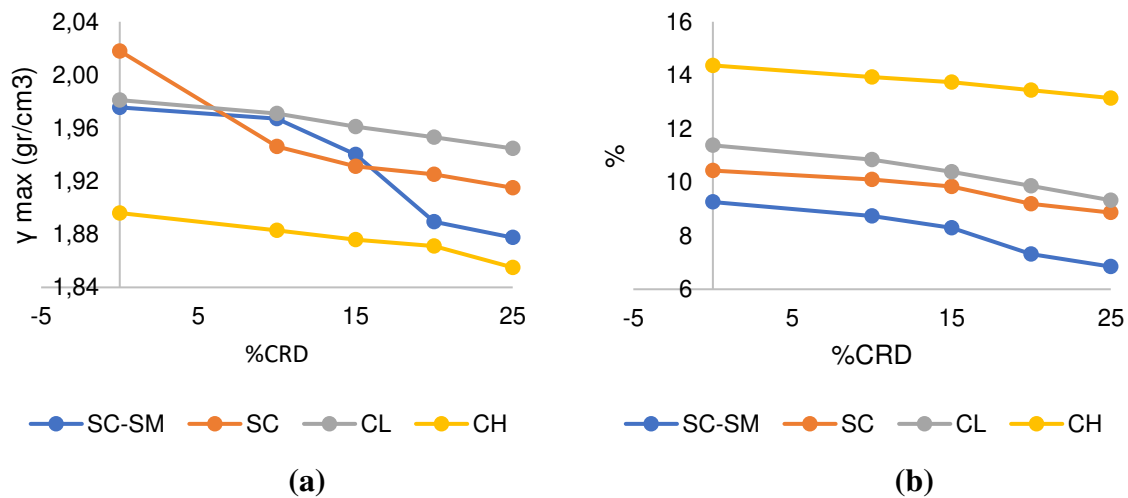 γ max (gr/cm3)
2,04
2,00
1,96
1,92
1,88
1,84
-5 5 15 25
%CRD
SC-SM SC CL CH
(a)
%
16
14
12
10
8
6
-5 5 15 25
%CRD
SC-SM SC CL CH
(b)